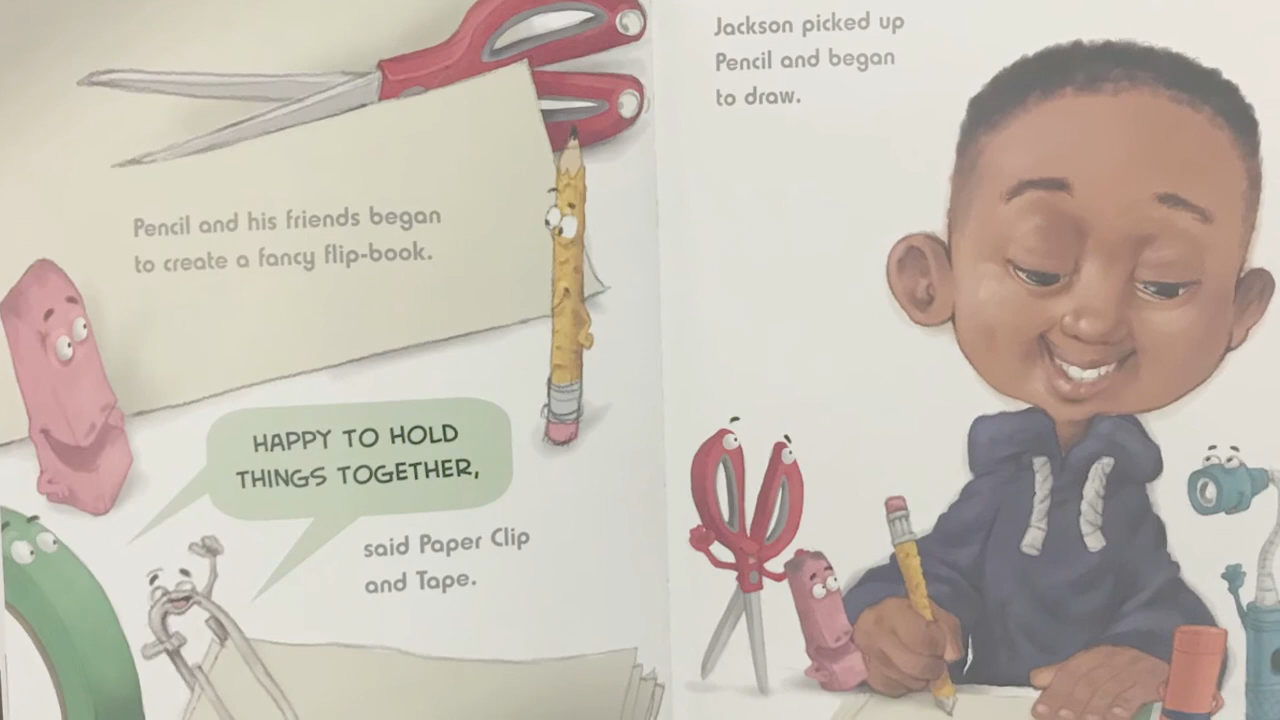 Pencil and his friends began
to create a fancy flip-book.
HAPPY TO HOLD
THINGS TOGETHER,
said Paper Clip
and Tape.
Jackson picked up
Pencil and began
to draw.